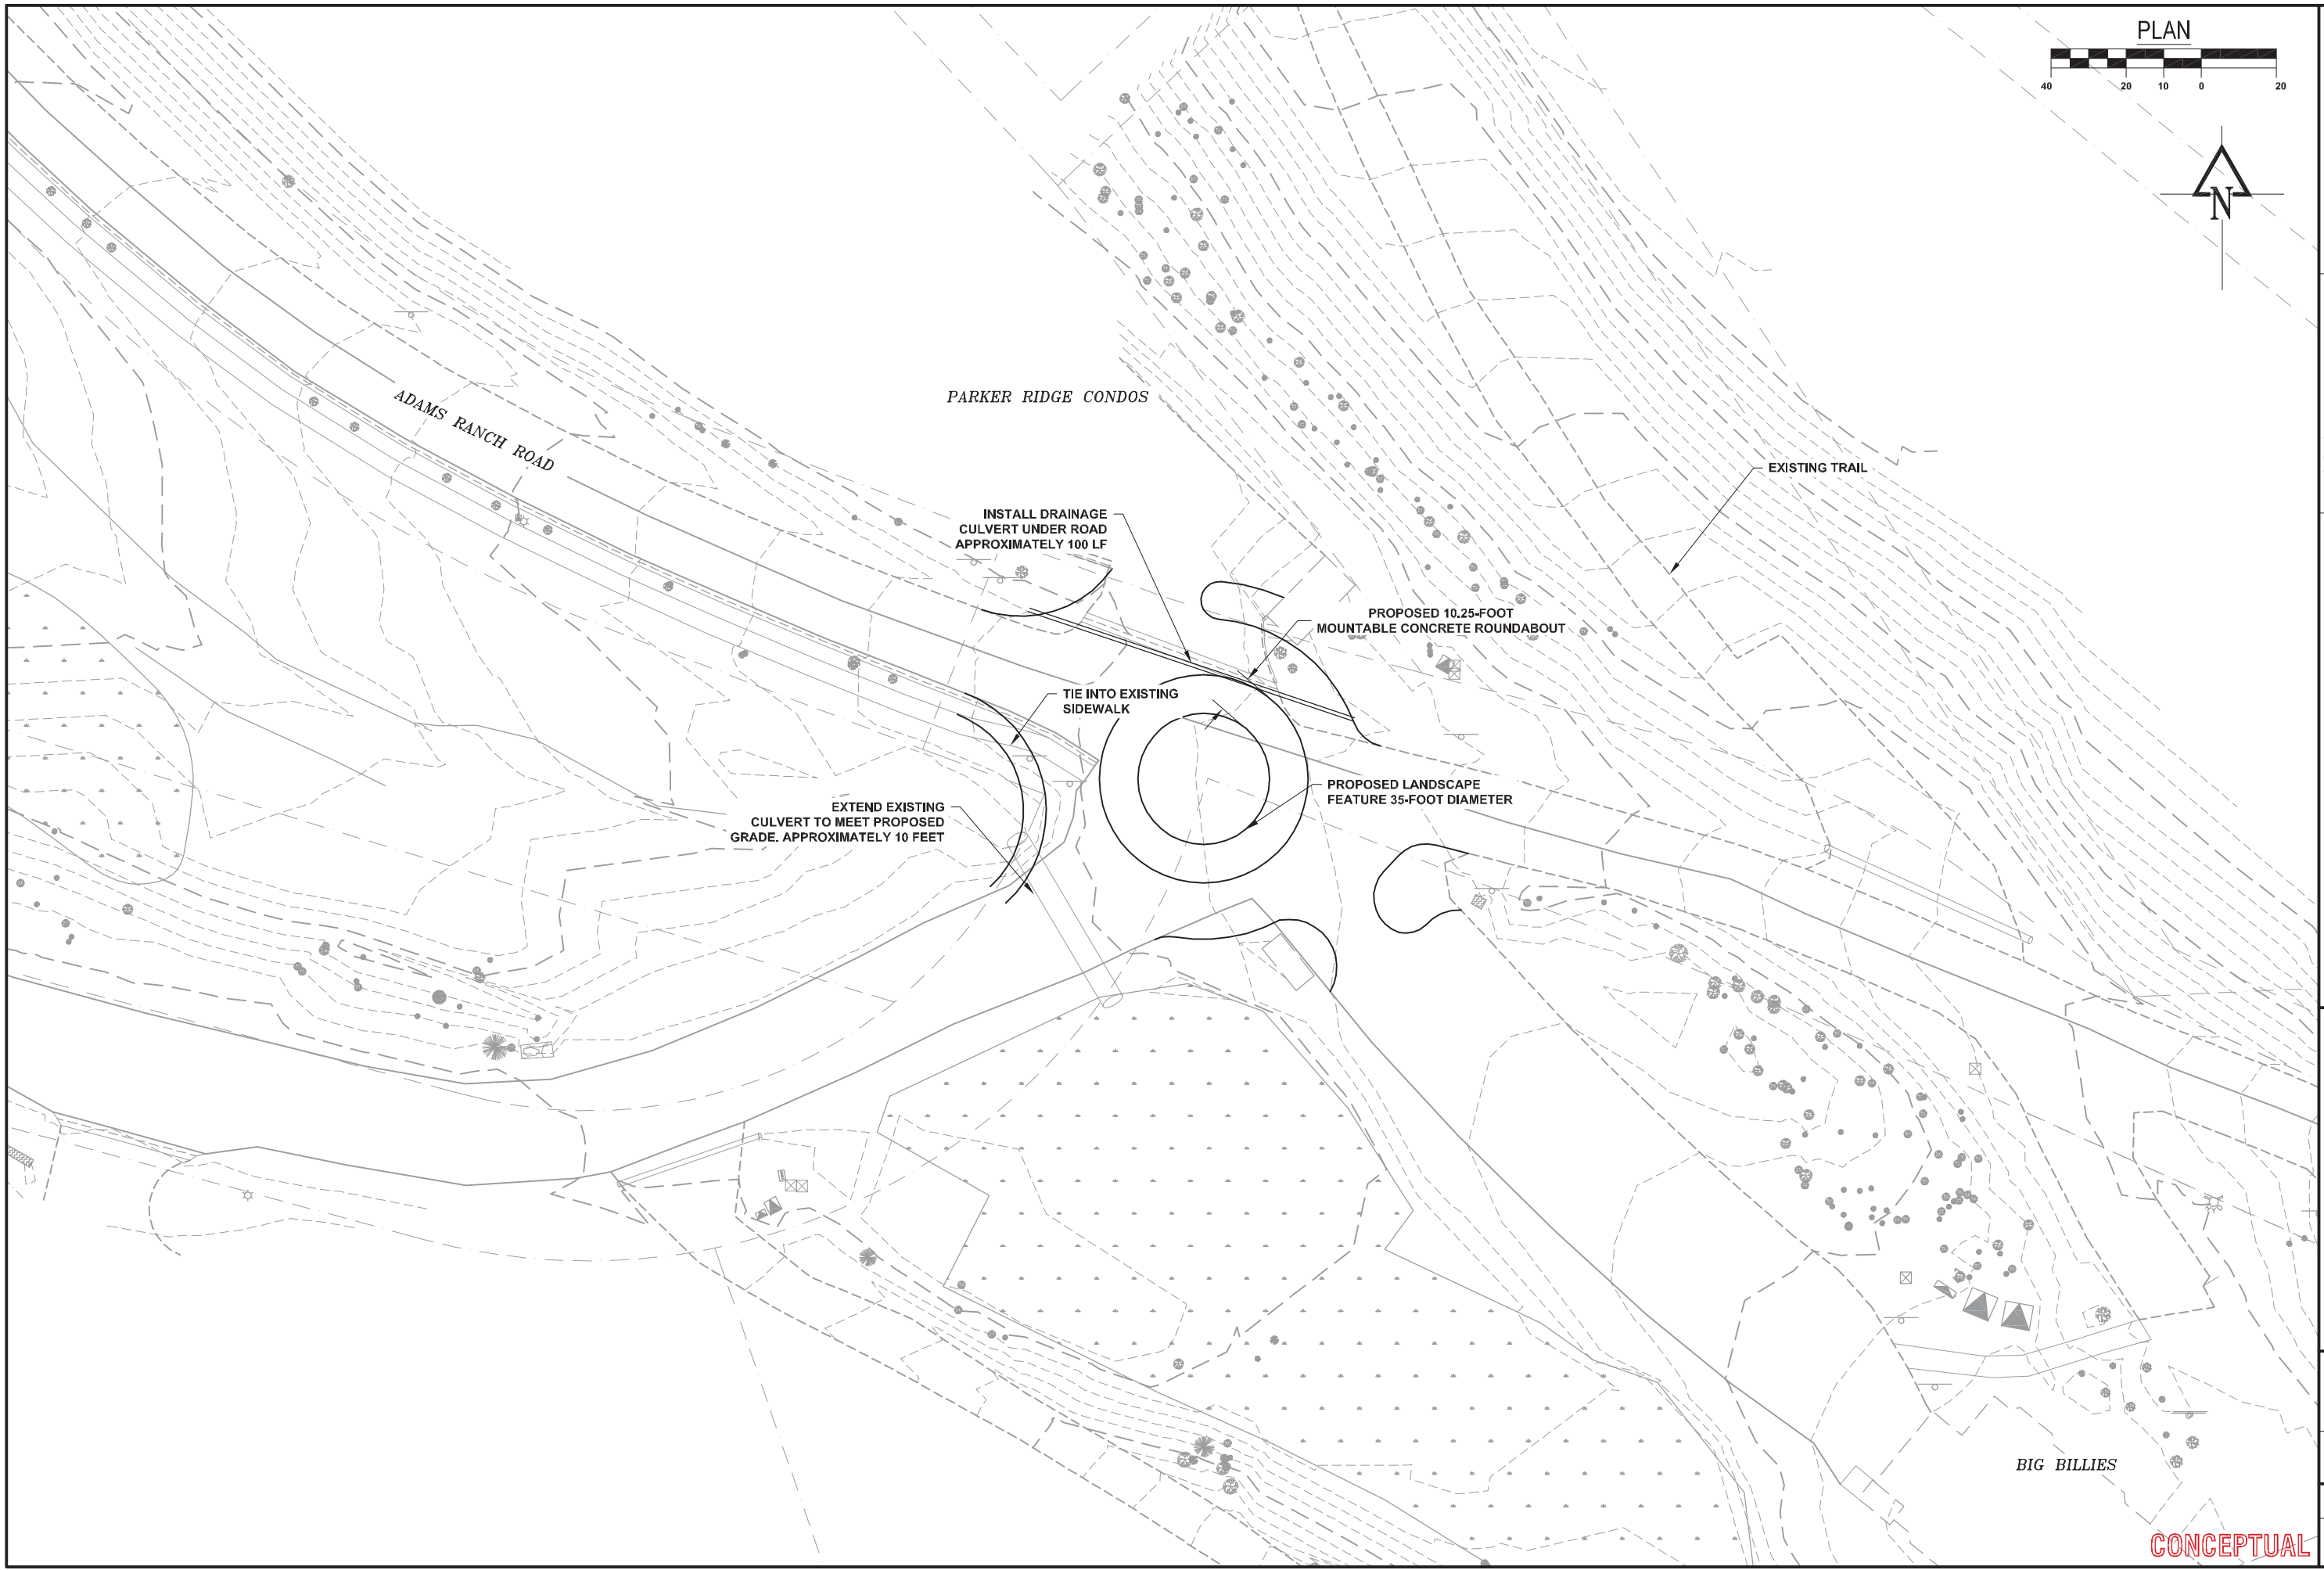 PLAN
40 20 10 0 20
N
ADAMS RANCH ROAD
PARKER RIDGE CONDOS
EXISTING TRAIL
INSTALL DRAINAGE
CULVERT UNDER ROAD
APPROXIMATELY 100 LF
PROPOSED 10.25-FOOT
MOUNTABLE CONCRETE ROUNDABOUT
TIE INTO EXISTING
SIDEWALK
PROPOSED LANDSCAPE
FEATURE 35-FOOT DIAMETER
EXTEND EXISTING
CULVERT TO MEET PROPOSED
GRADE. APPROXIMATELY 10 FEET
BIG BILLIES
CONCEPTUAL